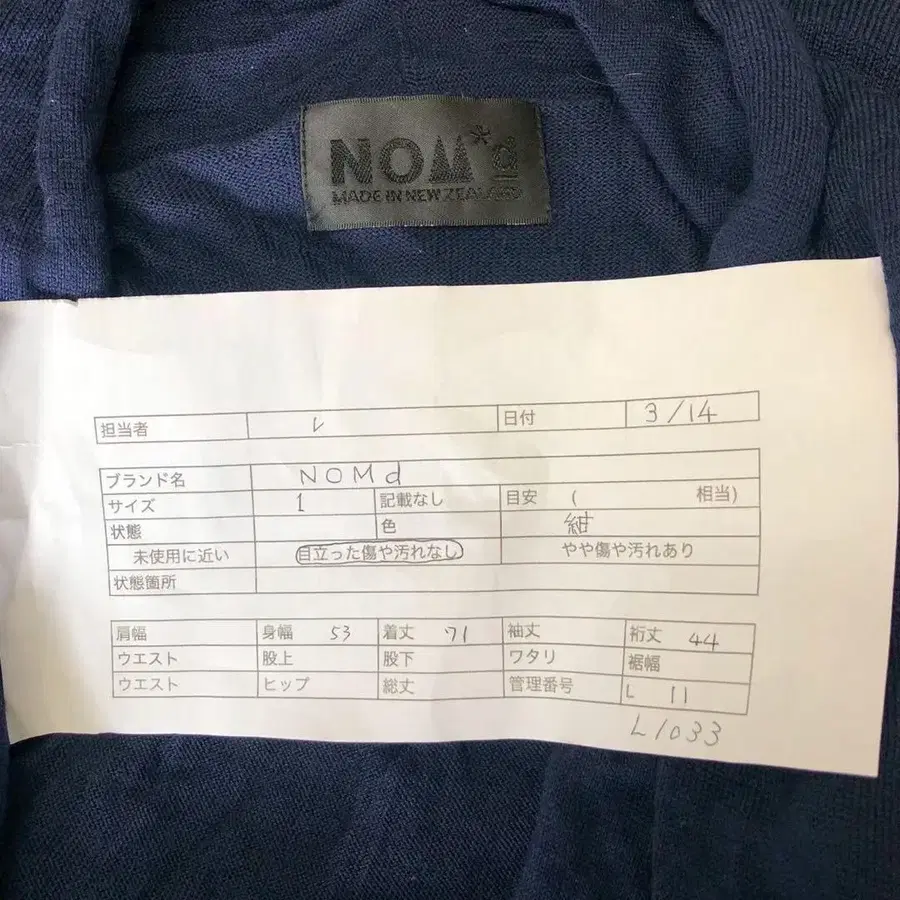 NOM*d
MADE IN NEW ZEALAND
担当者 レ 日付 3/14
ブランド名 NOMd
サイズ 1 記載なし 目安 ( 相当)
状態 色 紺
未使用に近い 目立った傷や汚れなし やや傷や汚れあり
状態箇所
肩幅 身幅 53 着丈 71 袖丈 裄丈 44
ウエスト 股上 股下 ワタリ 裾幅
ウエスト ヒップ 総丈 管理番号 L 11
L1033